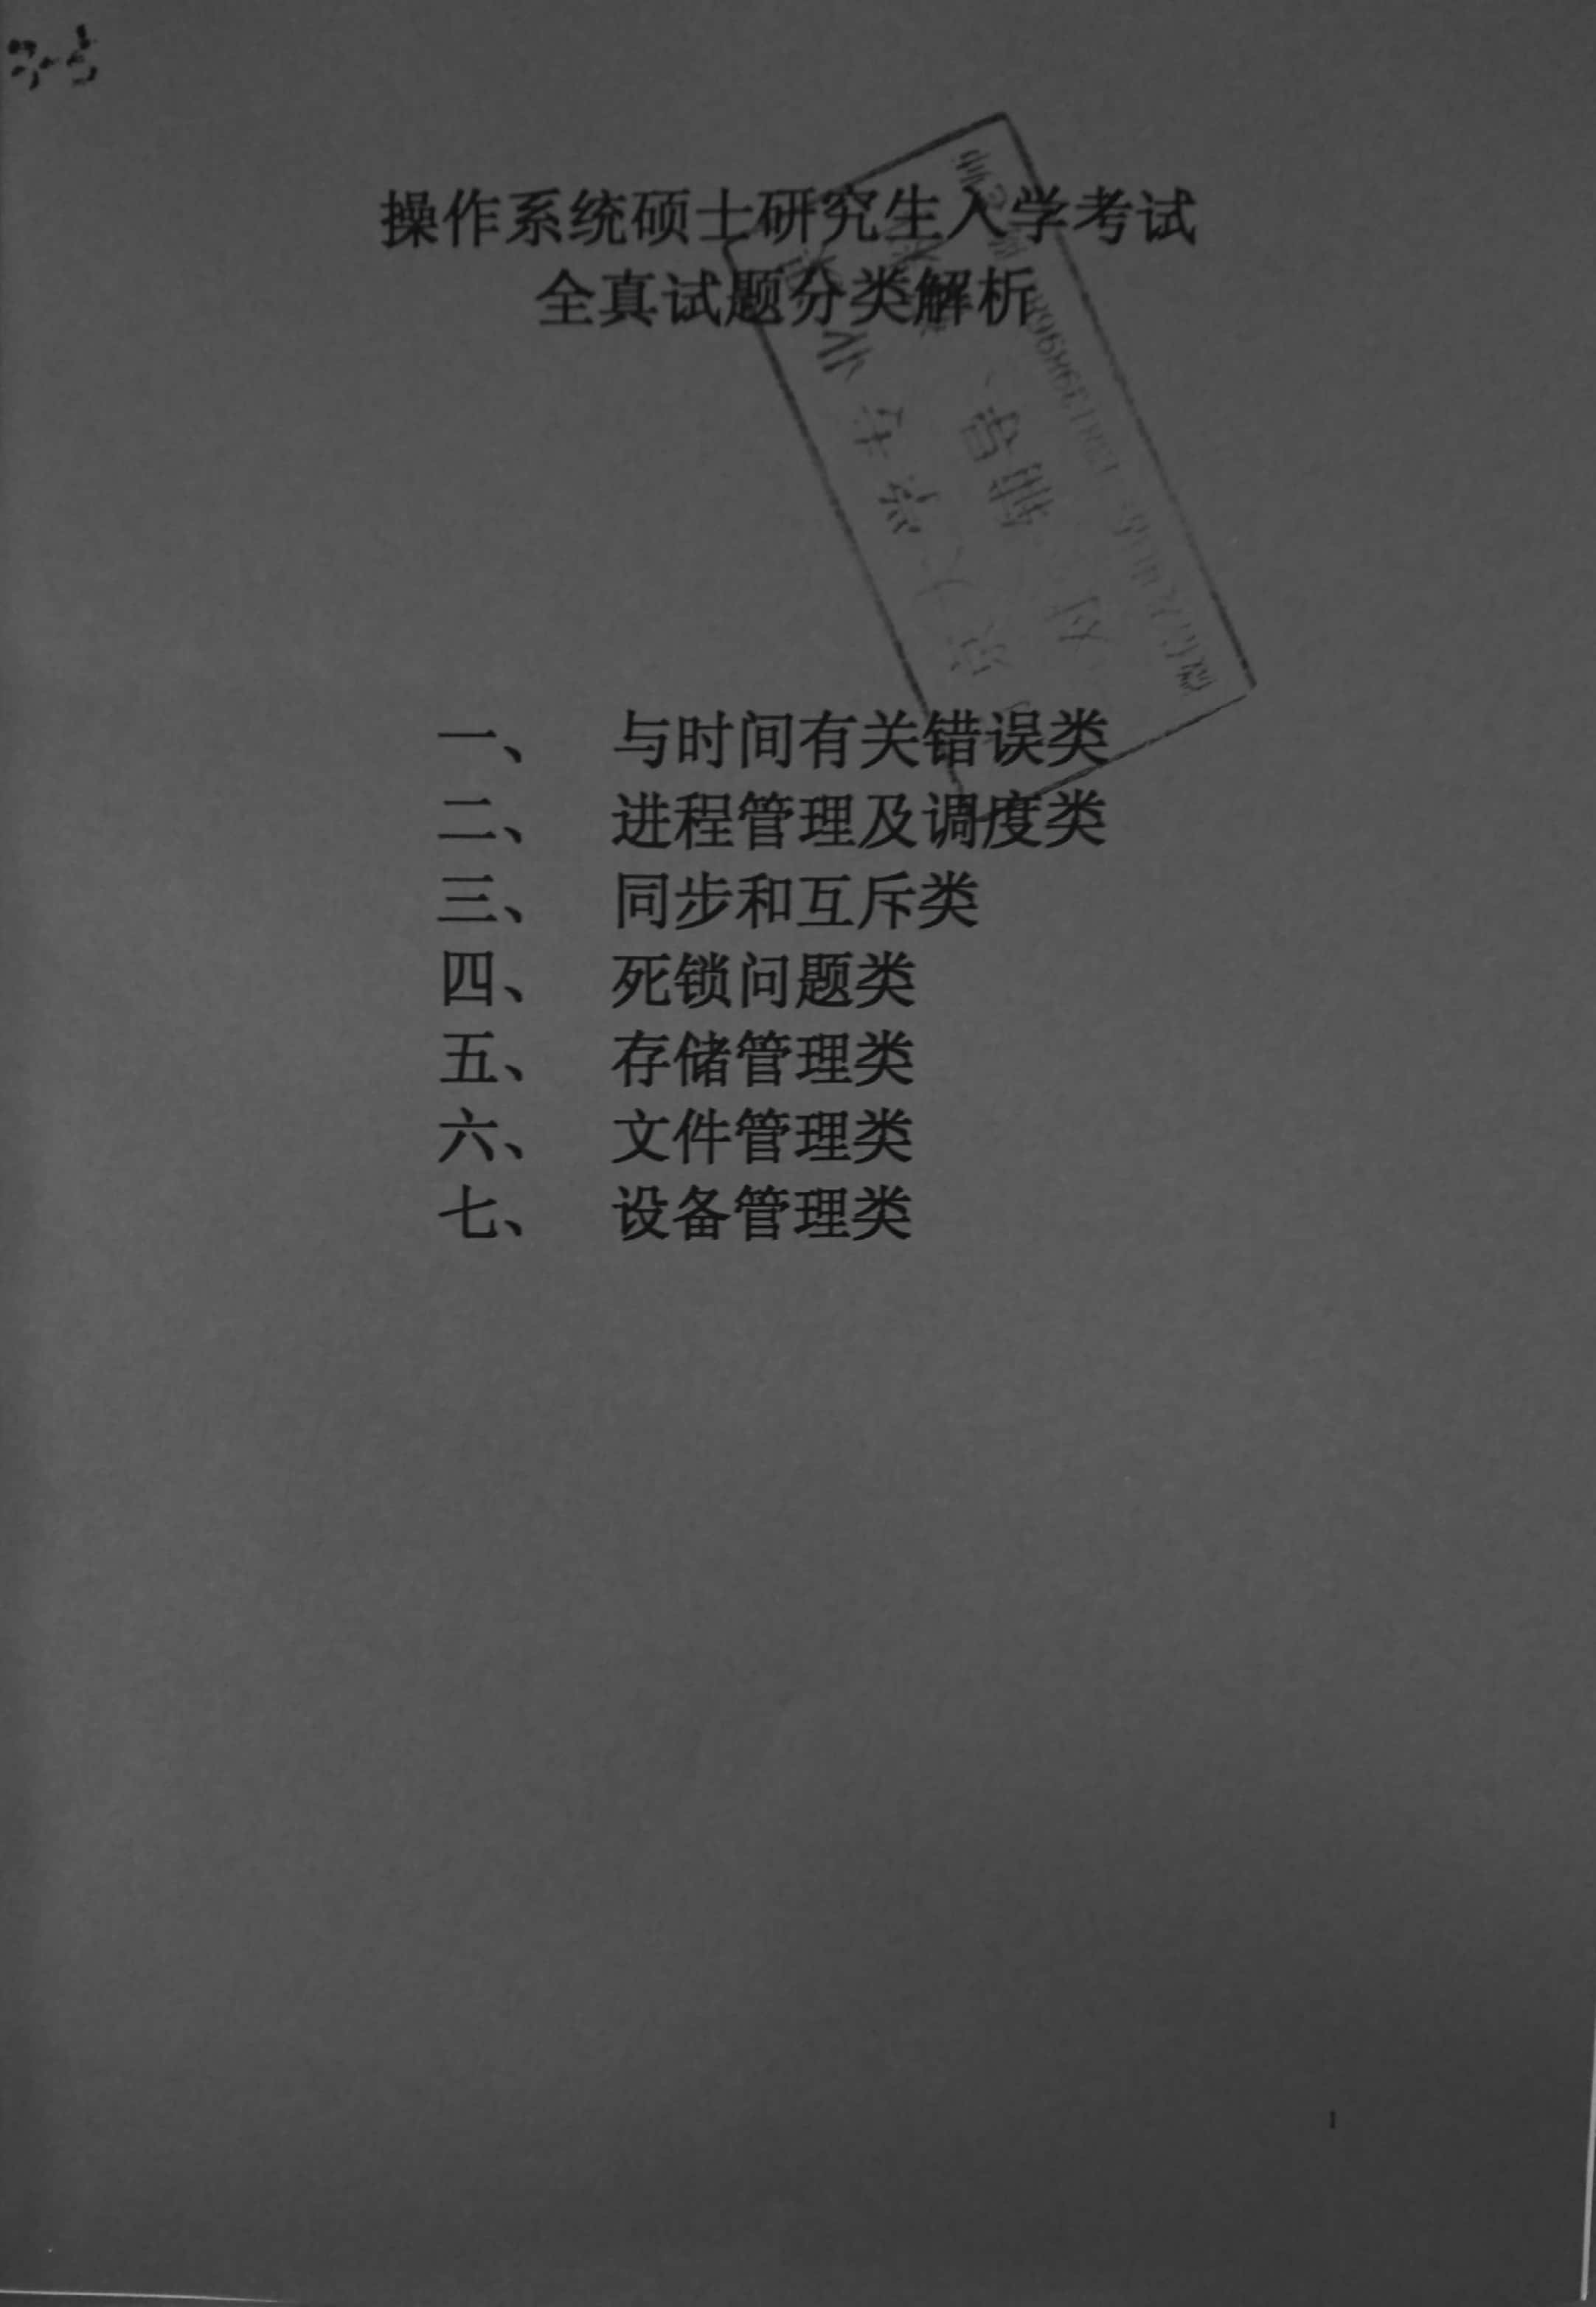 操作系统硕士研究生入学考试
全真试题分类解析
一、 与时间有关错误类
二、 进程管理及调度类
三、 同步和互斥类
四、 死锁问题类
五、 存储管理类
六、 文件管理类
七、 设备管理类
1